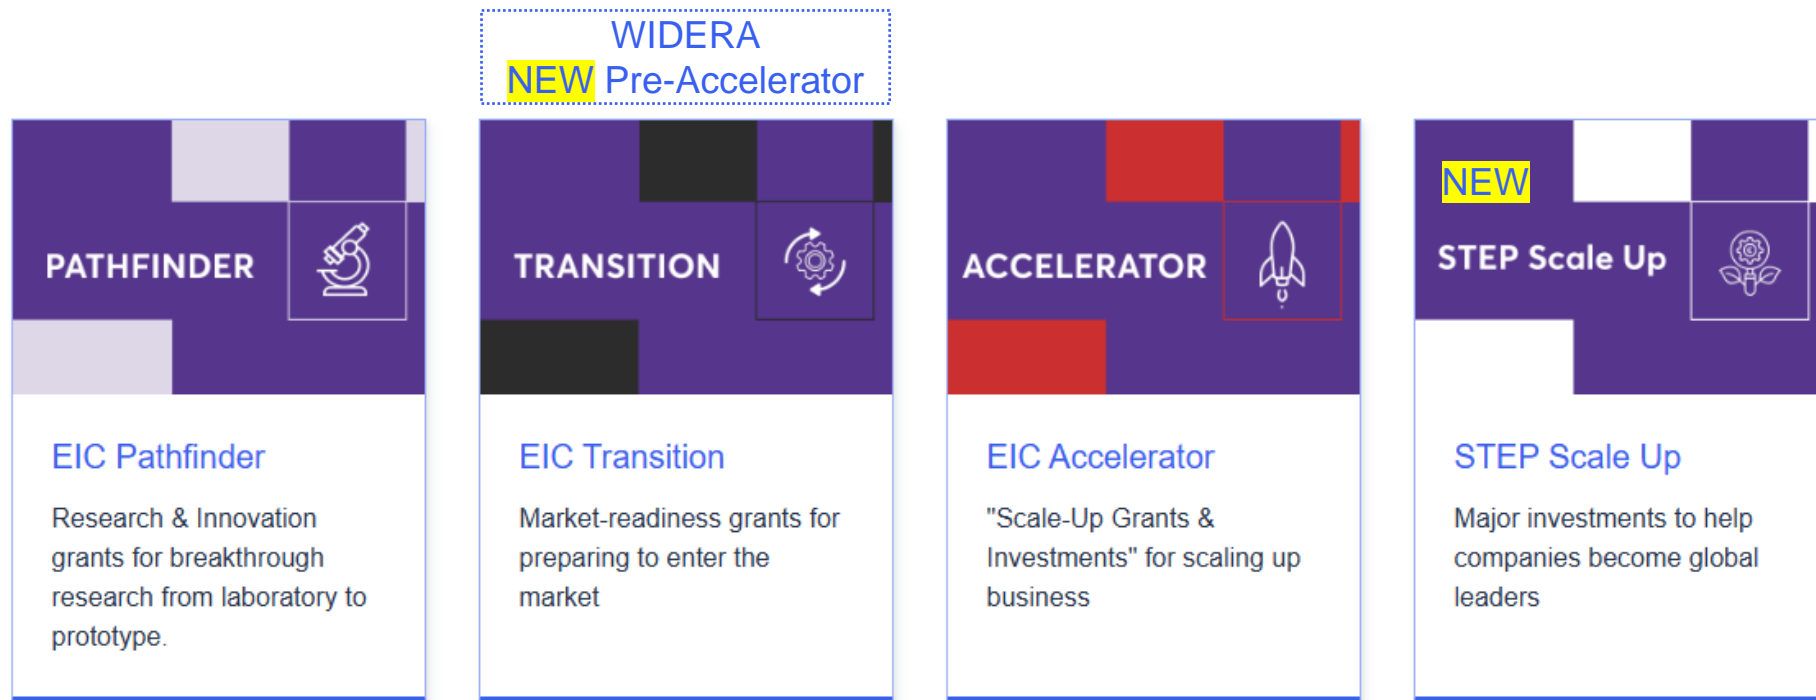 WIDERA
NEW Pre-Accelerator
PATHFINDER
EIC Pathfinder
Research & Innovation
grants for breakthrough
research from laboratory to
prototype.
TRANSITION
EIC Transition
Market-readiness grants for
preparing to enter the
market
ACCELERATOR
EIC Accelerator
"Scale-Up Grants &
Investments" for scaling up
business
NEW
STEP Scale Up
STEP Scale Up
Major investments to help
companies become global
leaders